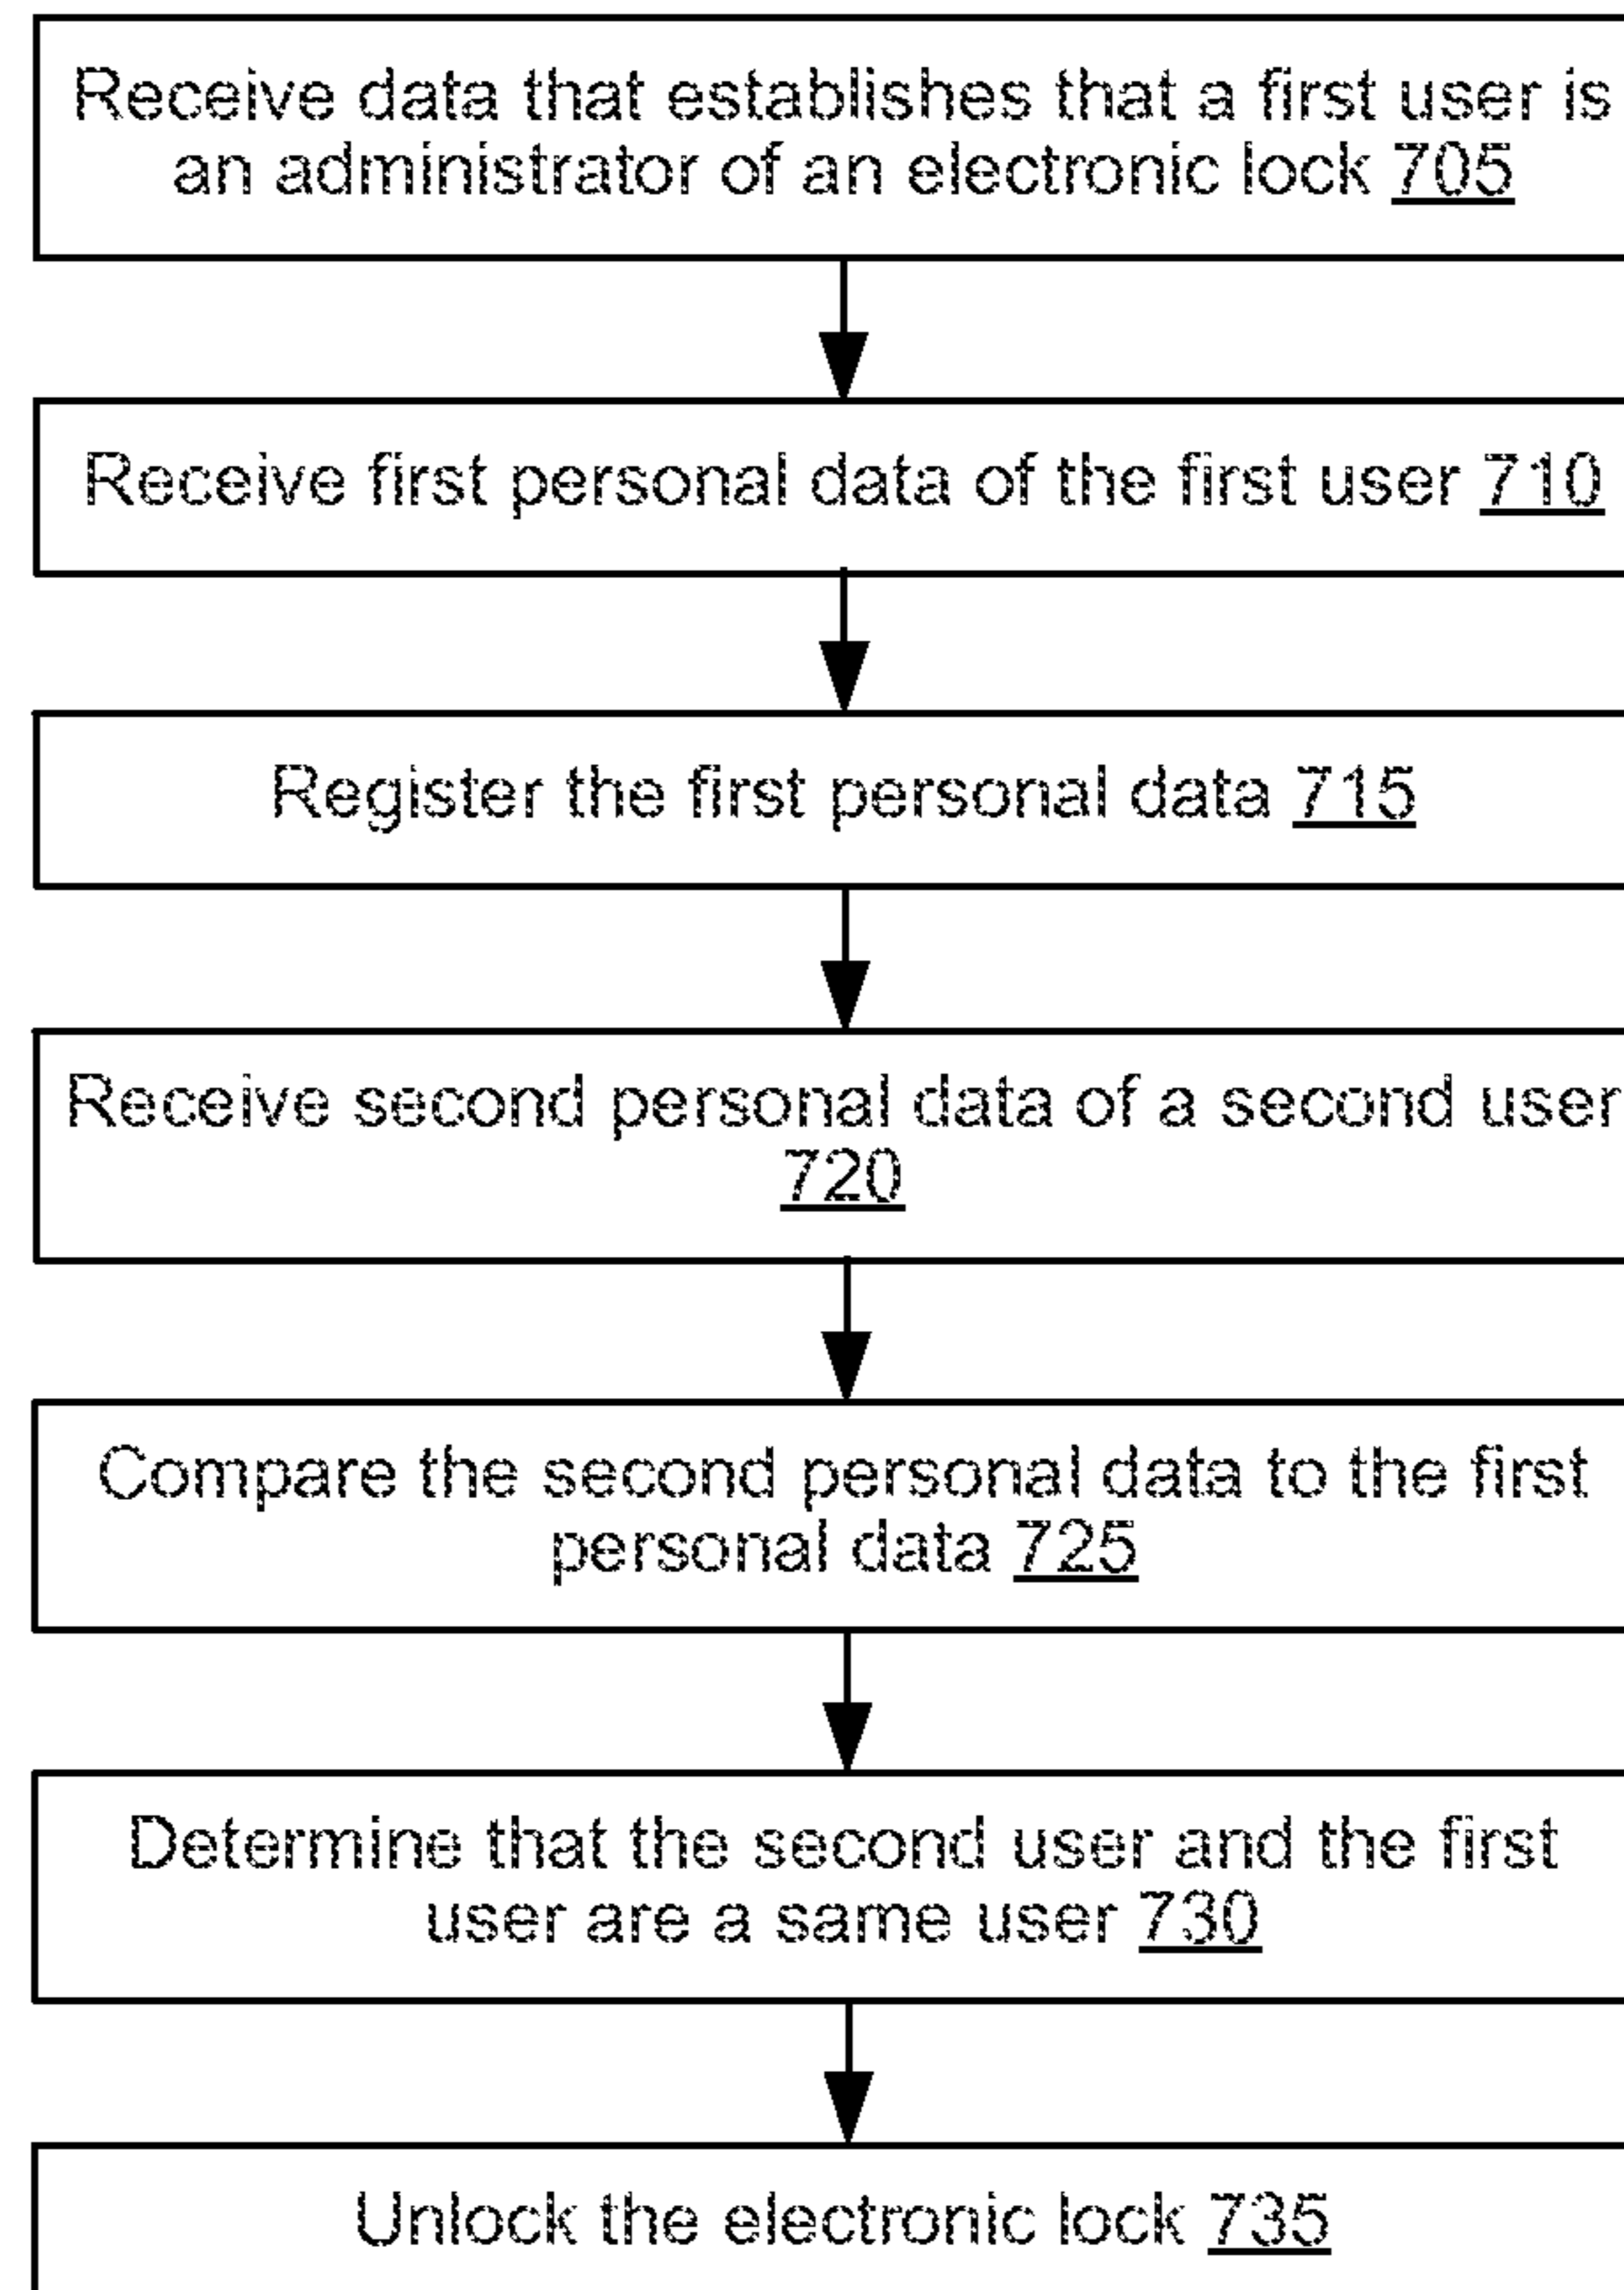 Receive data that establishes that a first user is
an administrator of an electronic lock 705
Receive first personal data of the first user 710
Register the first personal data 715
Receive second personal data of a second user
720
Compare the second personal data to the first
personal data 725
Determine that the second user and the first
user are a same user 730
Unlock the electronic lock 735